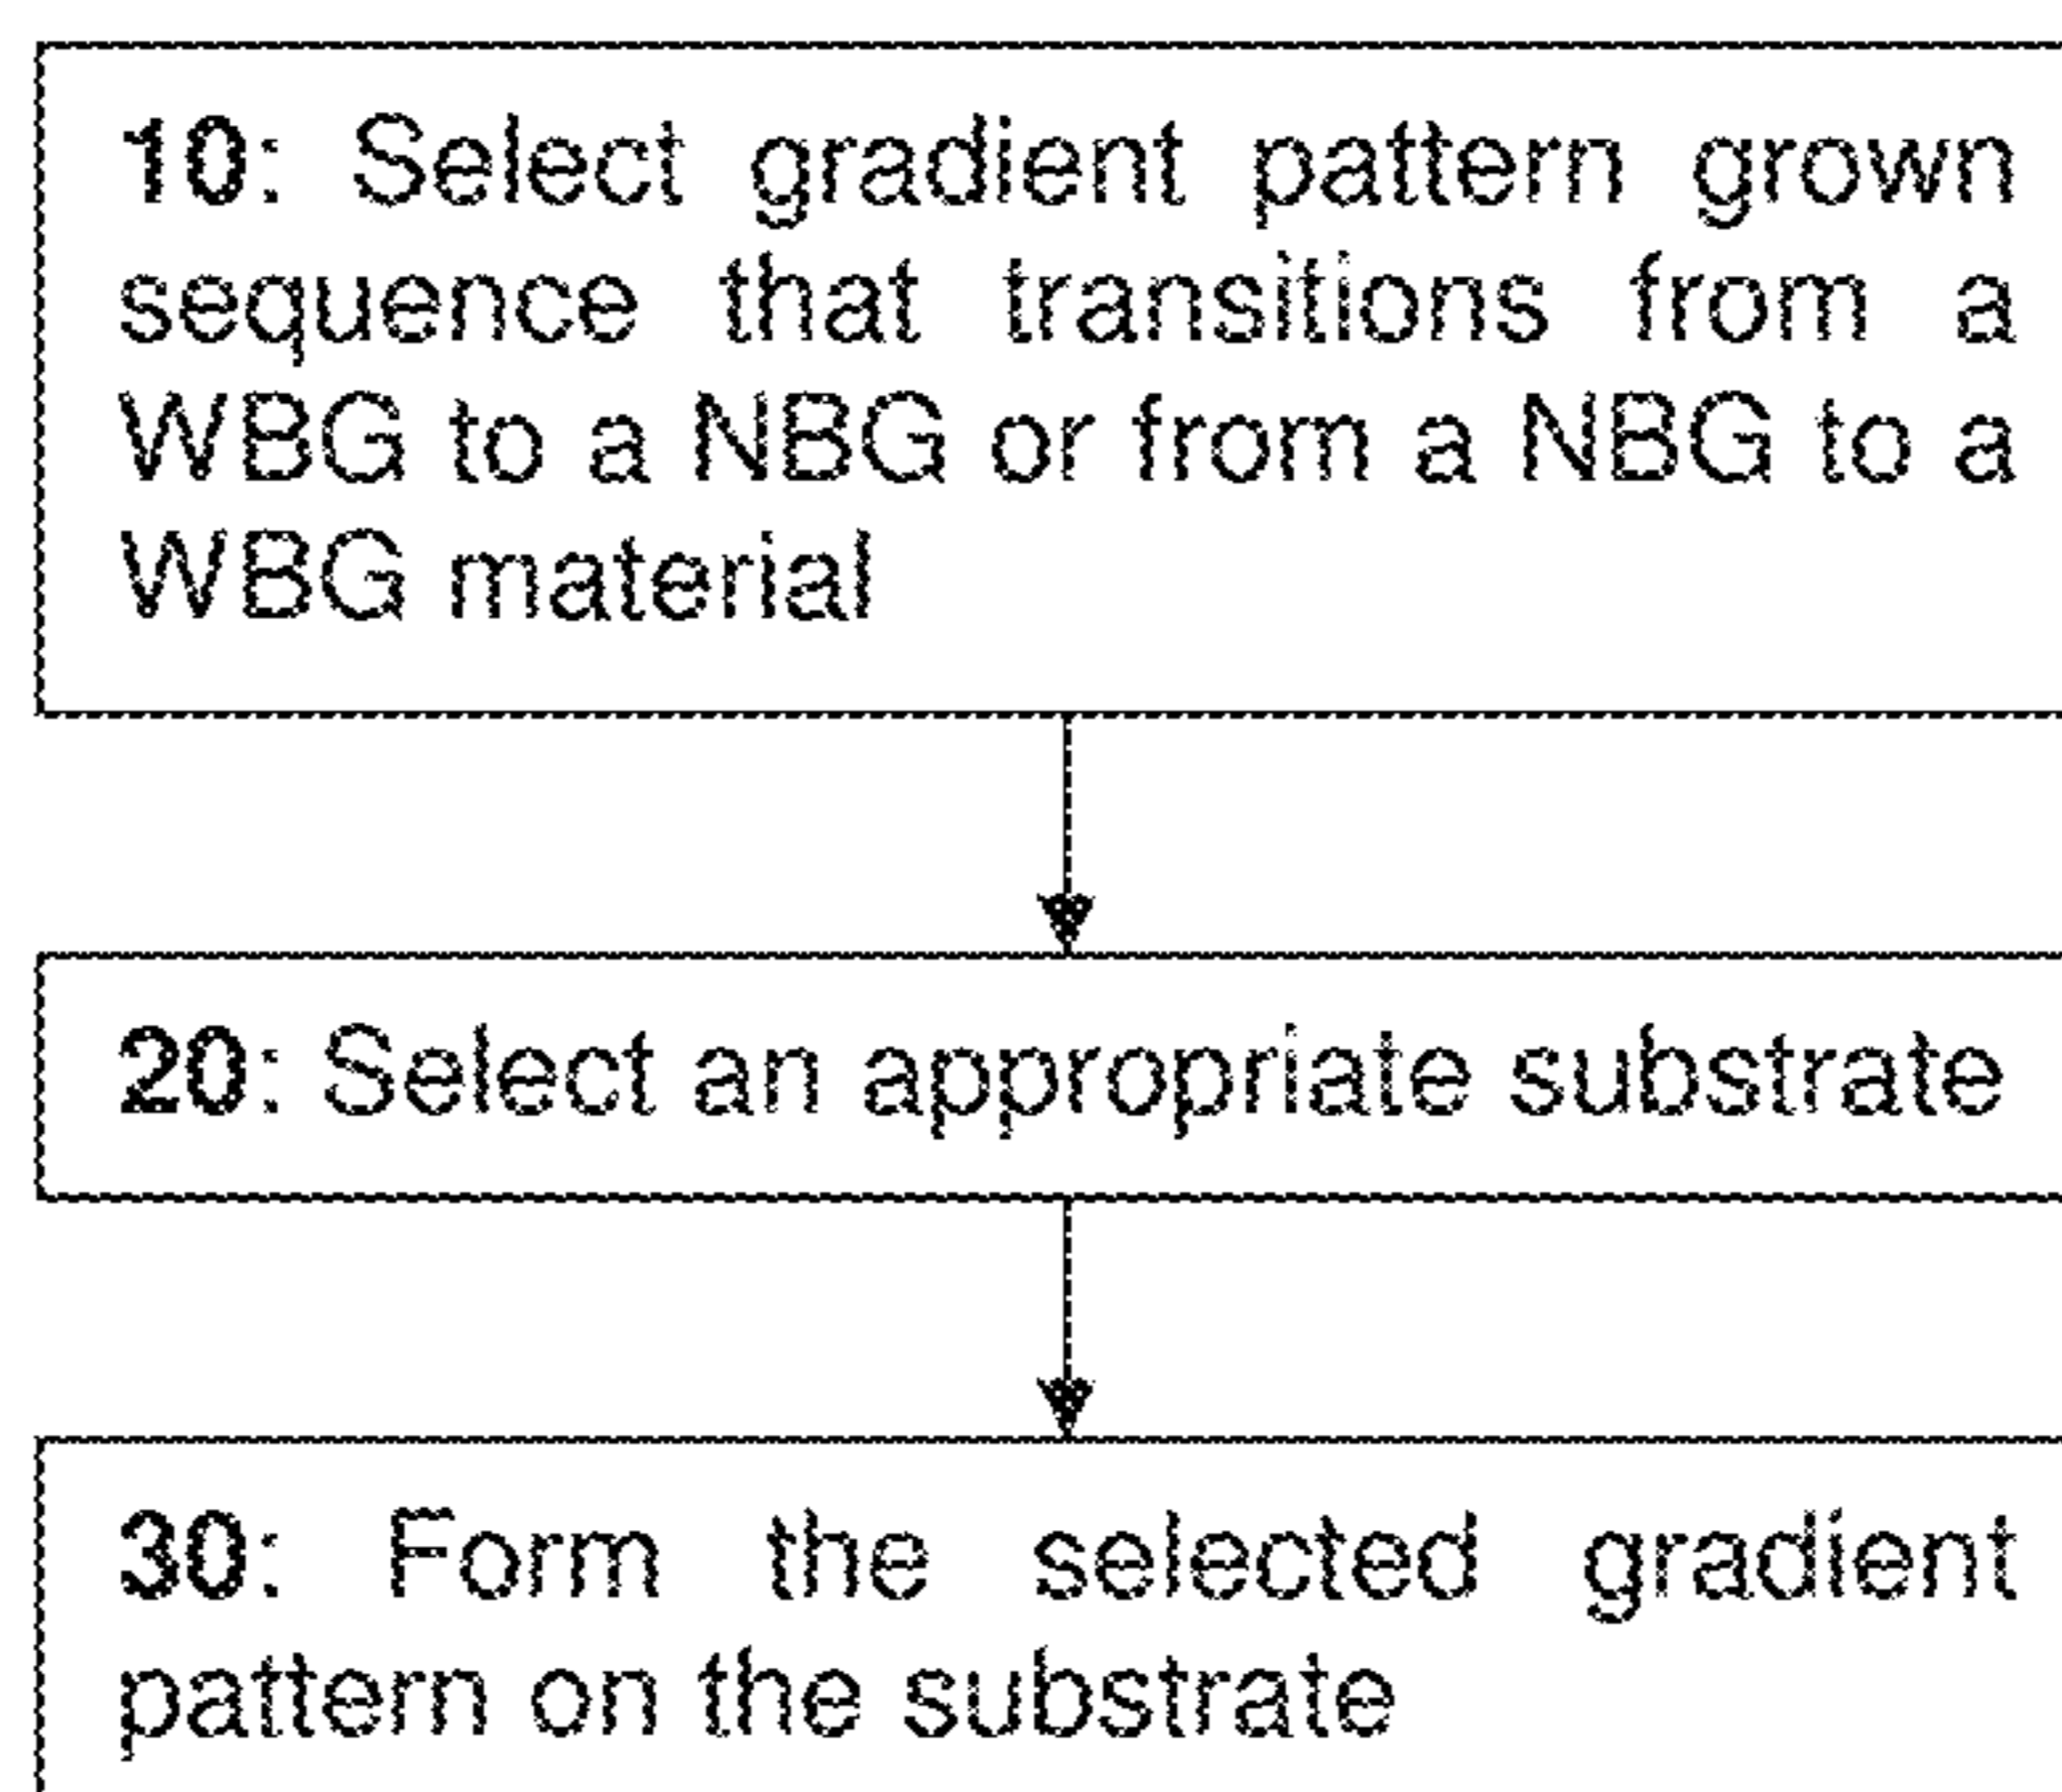 10: Select gradient pattern grown
sequence that transitions from a
WBG to a NBG or from a NBG to a
WBG material
20: Select an appropriate substrate
30: Form the selected gradient
pattern on the substrate